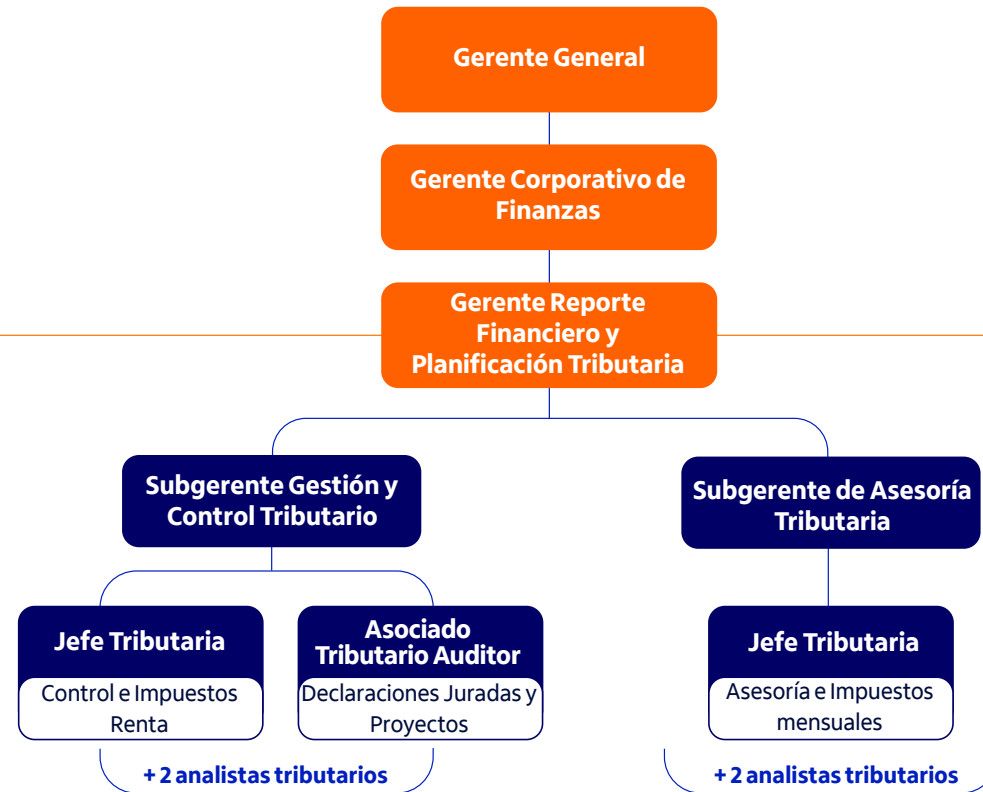 Gerente General
Gerente Corporativo de
Finanzas
Gerente Reporte
Financiero y
Planificación Tributaria
Subgerente Gestión y
Control Tributario
Subgerente de Asesoría
Tributaria
Jefe Tributaria
Control e Impuestos
Renta
Asociado
Tributario Auditor
Declaraciones Juradas y
Proyectos
Jefe Tributaria
Asesoría e Impuestos
mensuales
+ 2 analistas tributarios
+ 2 analistas tributarios